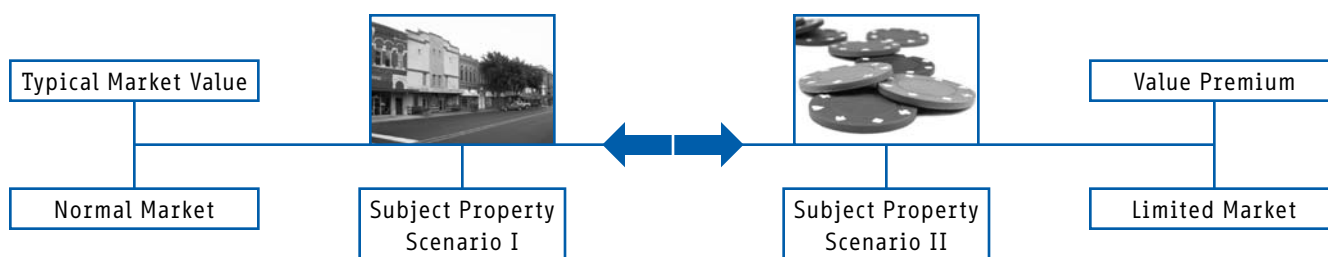 Typical Market Value
Value Premium
Normal Market
Subject Property
Scenario I
Subject Property
Scenario II
Limited Market